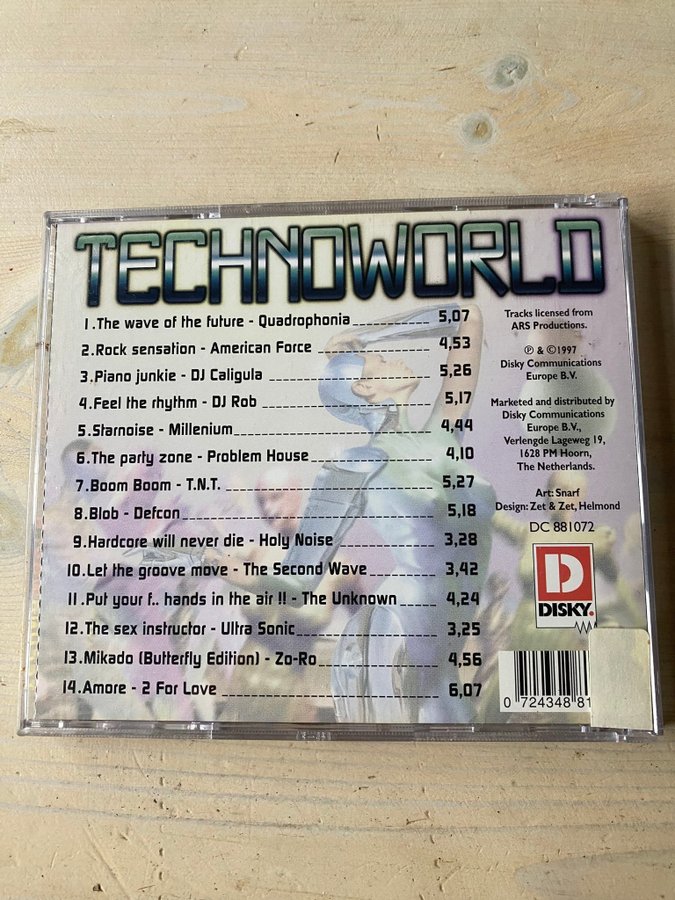 TECHNOWORLD
1.The wave of the future - Quadrophonia 5,07
2.Rock sensation - American Force 4,53
3.Piano junkie - DJ Caligula 5,26
4.Feel the rhythm - DJ Rob 5,17
5.Starnoise - Millenium 4,44
6.The party zone - Problem House 4,10
7.Boom Boom - T.N.T. 5,27
8.Blob - Defcon 5,18
9.Hardcore will never die - Holy Noise 3,28
10.Let the groove move - The Second Wave 3,42
11.Put your f.. hands in the air !! - The Unknown 4,24
12.The sex instructor - Ultra Sonic 3,25
13.Mikado (Butterfly Edition) - Zo-Ro 4,56
14.Amore - 2 For Love 6,07
Tracks licensed from
ARS Productions.
℗ & ©1997
Disky Communications
Europe B.V.
Marketed and distributed by
Disky Communications
Europe B.V.,
Verlengde Lageweg 19,
1628 PM Hoorn,
The Netherlands.
Art: Snarf
Design: Zet & Zet, Helmond
DC 881072
D
DISKY.
0 724348 81